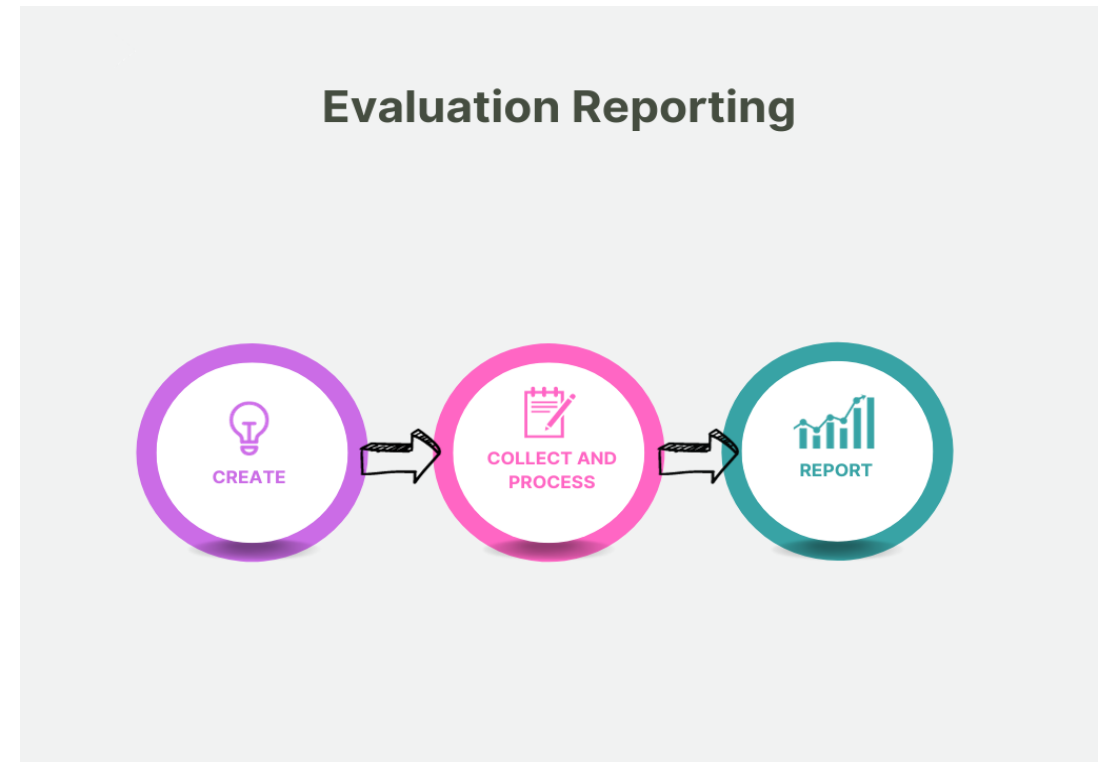 Evaluation Reporting
CREATE
COLLECT AND
PROCESS
REPORT